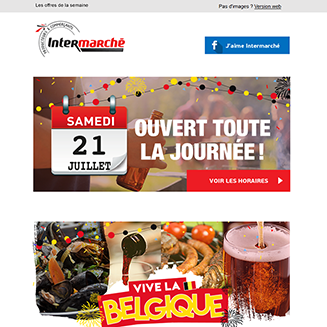 Les offres de la semaine
Pas d'images ? Version web
Intermarché
J'aime Intermarché
SAMEDI
21
JUILLET
OUVERT TOUTE
LA JOURNÉE !
VOIR LES HORAIRES
VIVE LA
BELGIQUE